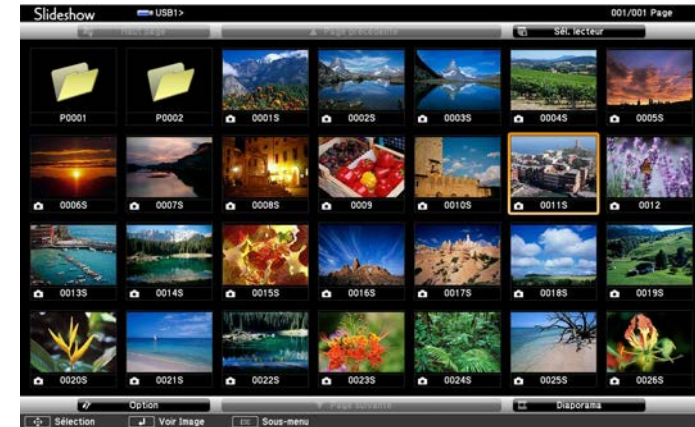 Slideshow USB1> 001/001 Page
Haut page Page précédente Sél. lecteur
P0001 P0002 0001S 0002S 0003S 0004S 0005S
0006S 0007S 0008S 0009 0010S 0011S 0012
0013S 0014S 0015S 0016S 0017S 0018S 0019S
0020S 0021S 0022S 0023S 0024S 0025S 0026S
Option Page suivante Diaporama
Sélection Voir Image Esc Sous-menu